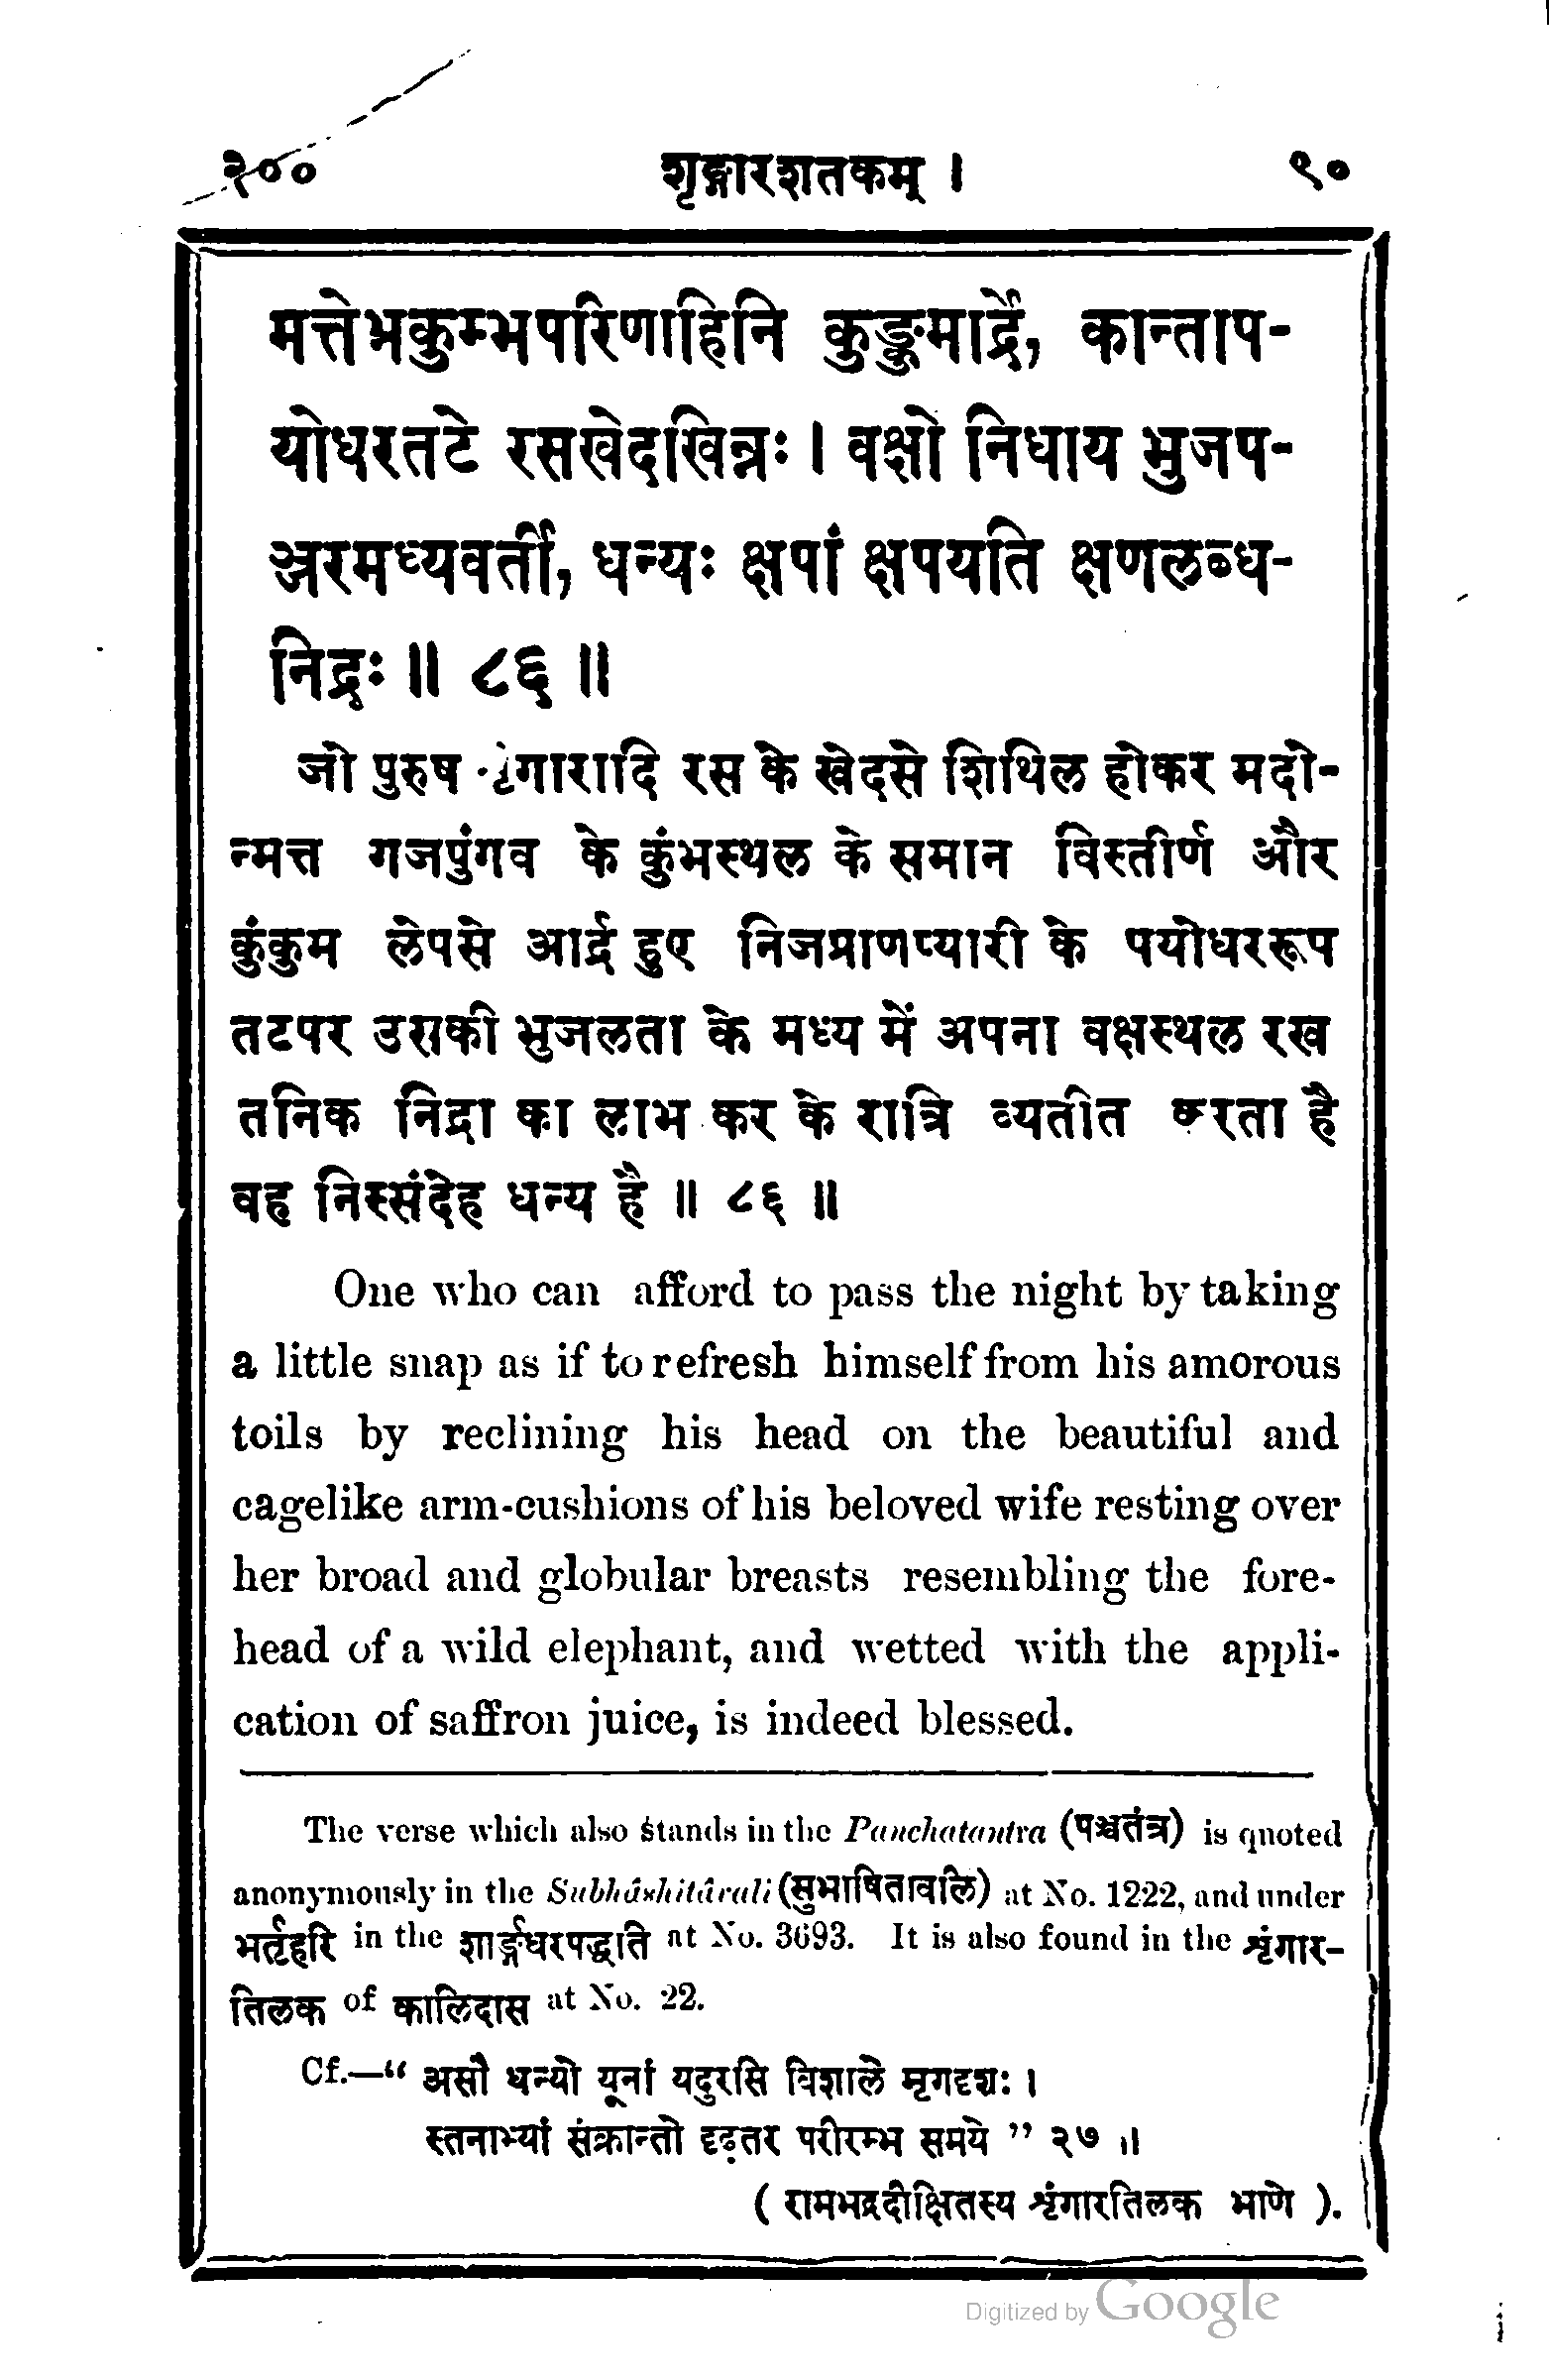 २०० शृङ्गारशतकम् । ९०
मत्तेभकुम्भपरिणाहिनि कुङ्कुमार्द्रे, कान्ताप-
योधरतटे रसखेदखिन्नः । वक्षो निधाय भुजप-
ञ्जरमध्यवर्ती, धन्यः क्षपां क्षपयति क्षणलब्ध-
निद्रः ॥ ८६ ॥
जो पुरुष शृंगारादि रस के खेदसे शिथिल होकर मदो-
न्मत्त गजपुंगव के कुंभस्थल के समान विस्तीर्ण और
कुंकुम लेपसे आर्द्र हुए निजप्राणप्यारी के पयोधररूप
तटपर उसकी भुजलता के मध्य में अपना वक्षस्थल रख
तनिक निद्रा का लाभ कर के रात्रि व्यतीत करता है
वह निस्संदेह धन्य है ॥ ८६ ॥
One who can afford to pass the night by taking
a little snap as if to refresh himself from his amorous
toils by reclining his head on the beautiful and
cagelike arm-cushions of his beloved wife resting over
her broad and globular breasts resembling the fore-
head of a wild elephant, and wetted with the appli-
cation of saffron juice, is indeed blessed.
The verse which also stands in the Panchatantra (पञ्चतंत्र) is quoted
anonymously in the Subhâshitâvali (सुभाषितावलि) at No. 1222, and under
भर्तृहरि in the शार्ङ्गधरपद्धति at No. 3693. It is also found in the शृंगार-
तिलक of कालिदास at No. 22.
Cf.—“ असौ धन्यो यूनां यदुरसि विशाले मृगदृशः ।
स्तनाभ्यां संक्रान्तो दृढ़तर परीरम्भ समये ” २७ ॥
( रामभद्रदीक्षितस्य शृंगारतिलक भाणे ).
Digitized by Google